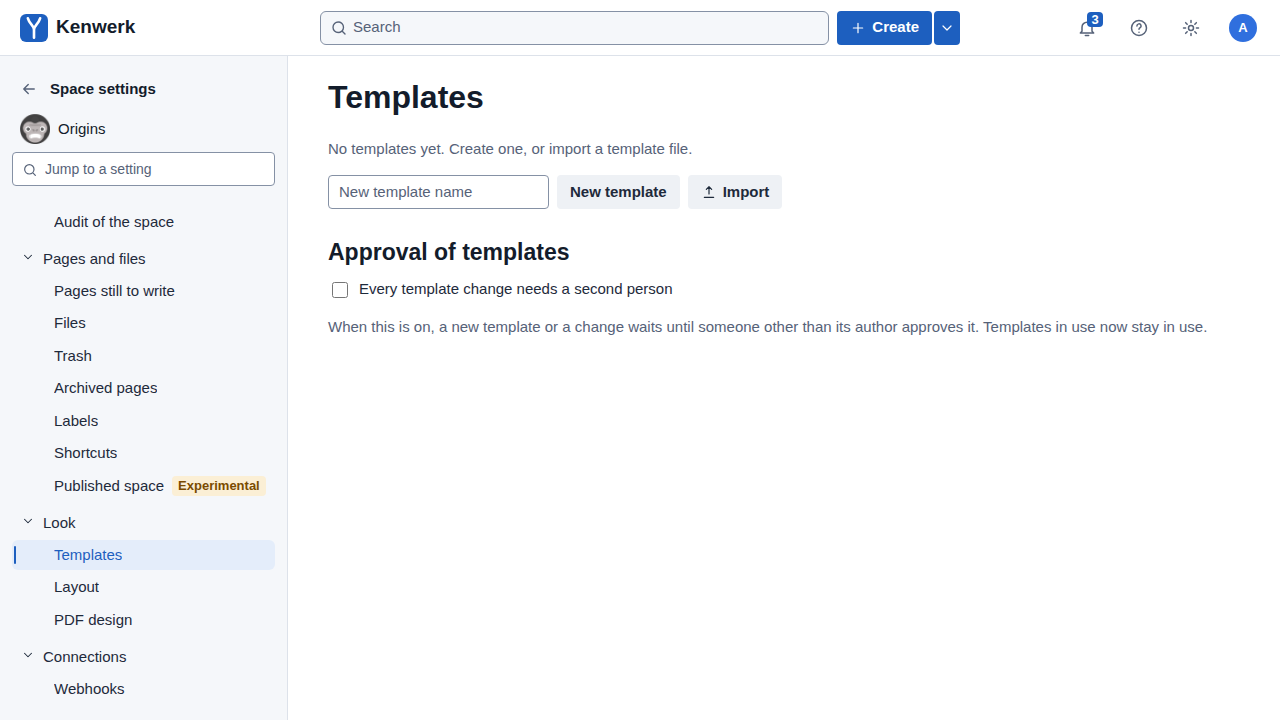 Kenwerk
Search
Create
3
A
Space settings
Origins
Jump to a setting
Audit of the space
Pages and files
Pages still to write
Files
Trash
Archived pages
Labels
Shortcuts
Published space Experimental
Look
Templates
Layout
PDF design
Connections
Webhooks
Templates
No templates yet. Create one, or import a template file.
New template name
New template
Import
Approval of templates
Every template change needs a second person
When this is on, a new template or a change waits until someone other than its author approves it. Templates in use now stay in use.